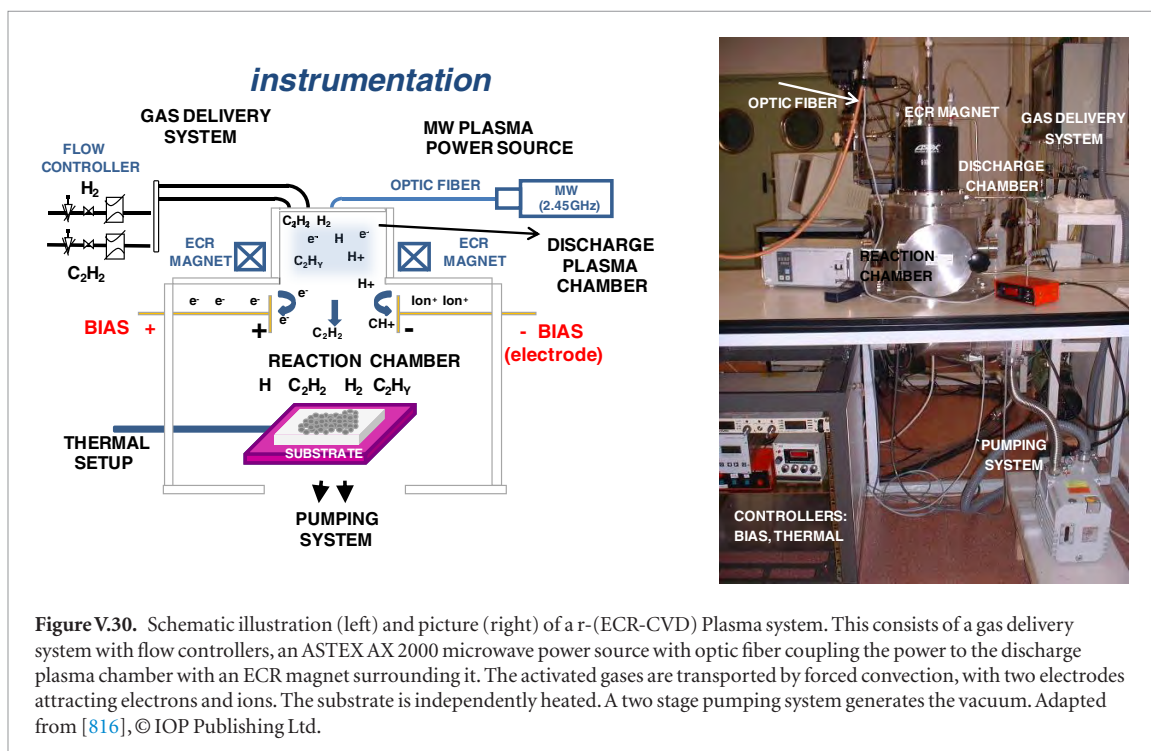 instrumentation
GAS DELIVERY
SYSTEM
MW PLASMA
POWER SOURCE
FLOW
CONTROLLER
H₂
C₂H₂
OPTIC FIBER
MW
(2.45GHz)
C₂H₂ H₂
e⁻ H e⁻
C₂H_Y H+
ECR
MAGNET
ECR
MAGNET
DISCHARGE
PLASMA
CHAMBER
H+
e⁻ e⁻ e⁻ e⁻
Ion⁺ Ion⁺
e⁻
CH+
BIAS +
+
C₂H₂
-
- BIAS
(electrode)
REACTION CHAMBER
H C₂H₂ H₂ C₂H_Y
THERMAL
SETUP
SUBSTRATE
PUMPING
SYSTEM
OPTIC FIBER
ECR MAGNET
GAS DELIVERY
SYSTEM
ASTEX
DISCHARGE
CHAMBER
REACTION
CHAMBER
PUMPING
SYSTEM
CONTROLLERS:
BIAS, THERMAL
Figure V.30. Schematic illustration (left) and picture (right) of a r-(ECR-CVD) Plasma system. This consists of a gas delivery
system with flow controllers, an ASTEX AX 2000 microwave power source with optic fiber coupling the power to the discharge
plasma chamber with an ECR magnet surrounding it. The activated gases are transported by forced convection, with two electrodes
attracting electrons and ions. The substrate is independently heated. A two stage pumping system generates the vacuum. Adapted
from [816], © IOP Publishing Ltd.